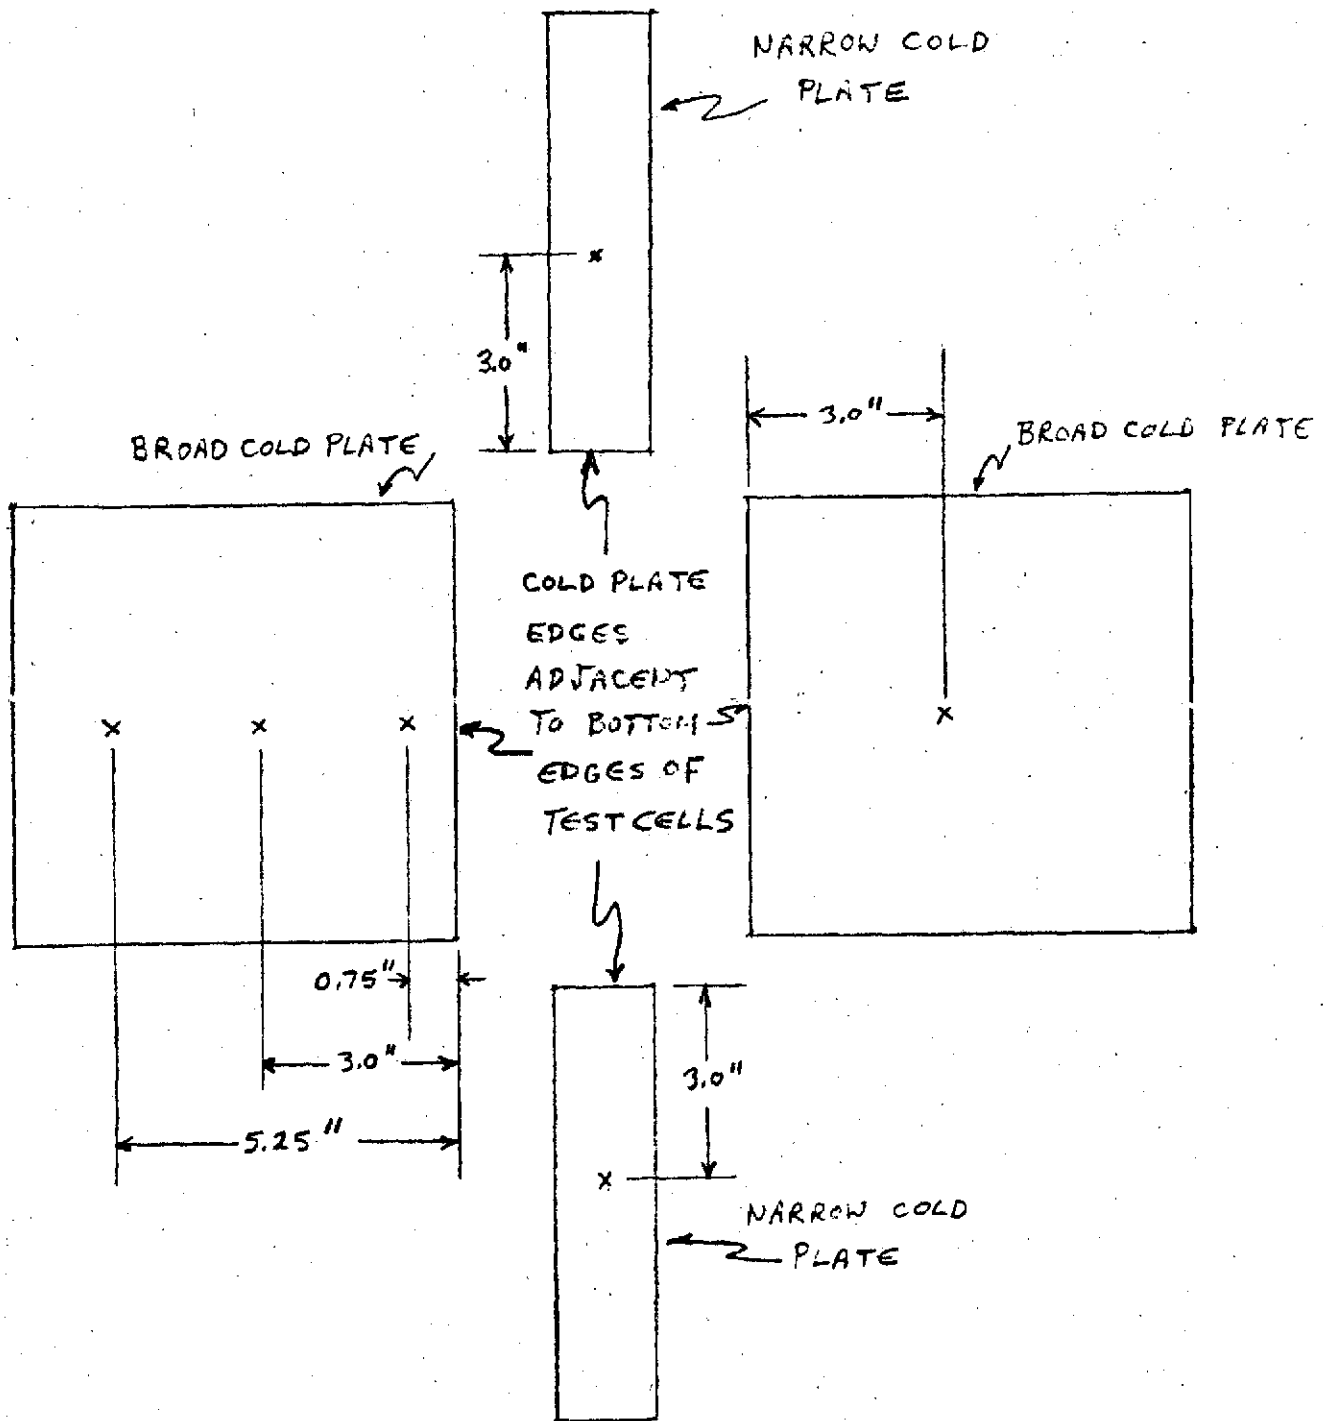 NARROW COLD
PLATE
3.0"
3.0"
BROAD COLD PLATE
BROAD COLD PLATE
COLD PLATE
EDGES
ADJACENT
TO BOTTOM
EDGES OF
TEST CELLS
0.75"
3.0"
5.25"
3.0"
NARROW COLD
PLATE